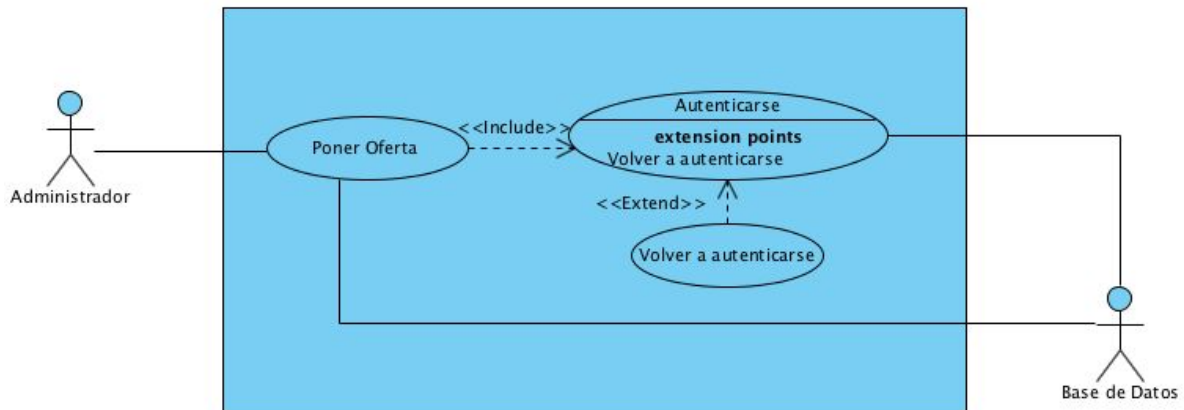 Autenticarse
<<Include>>
extension points
Poner Oferta
Volver a autenticarse
Administrador
<<Extend>>
Volver a autenticarse
Base de Datos